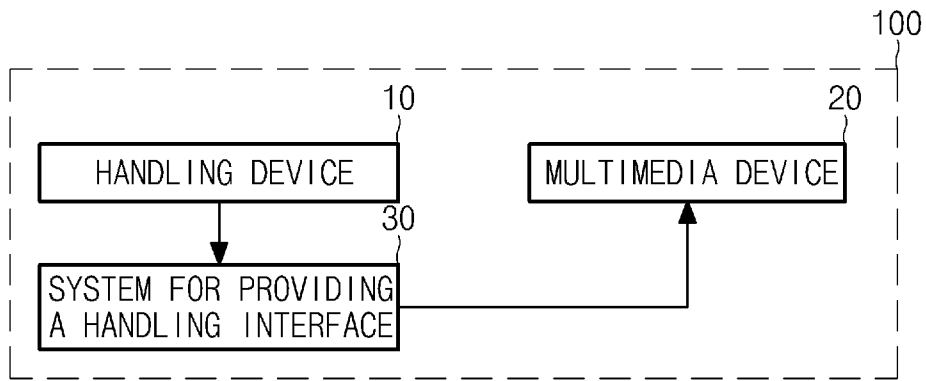 100
10
20
HANDLING DEVICE
MULTIMEDIA DEVICE
30
SYSTEM FOR PROVIDING
A HANDLING INTERFACE